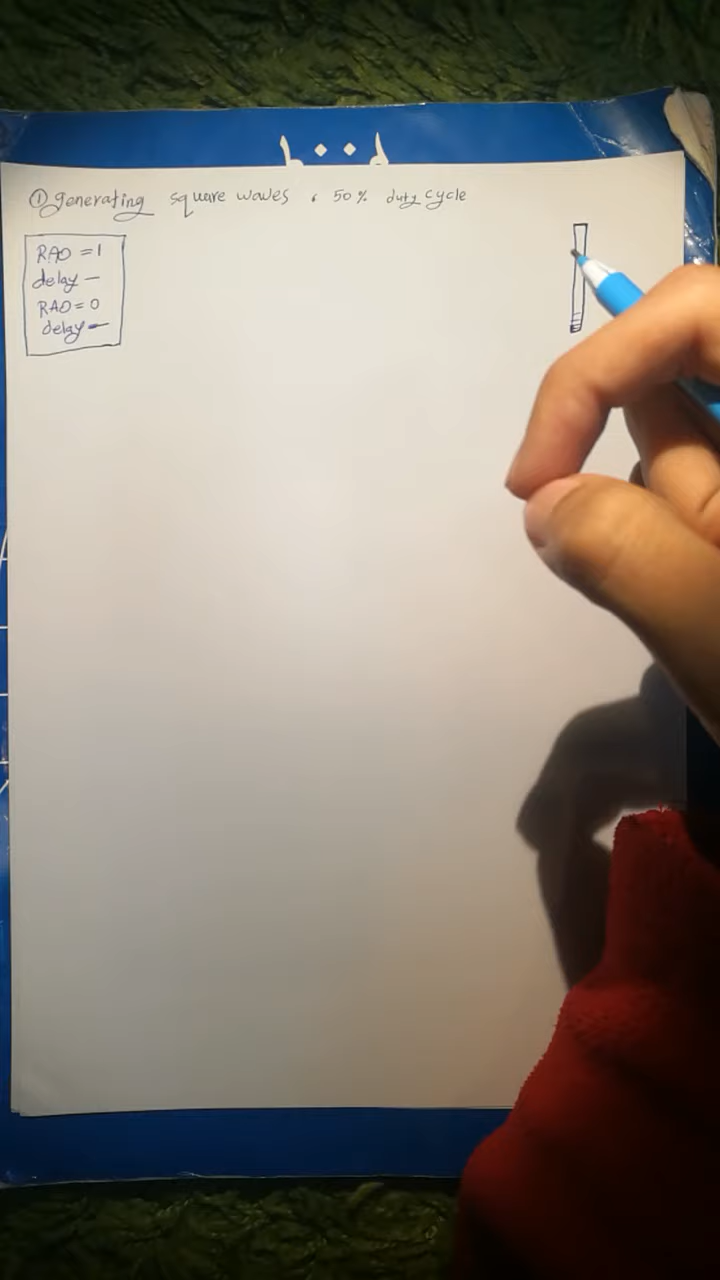 ① generating square waves , 50% duty cycle
RA0 = 1
delay —
RA0 = 0
delay —